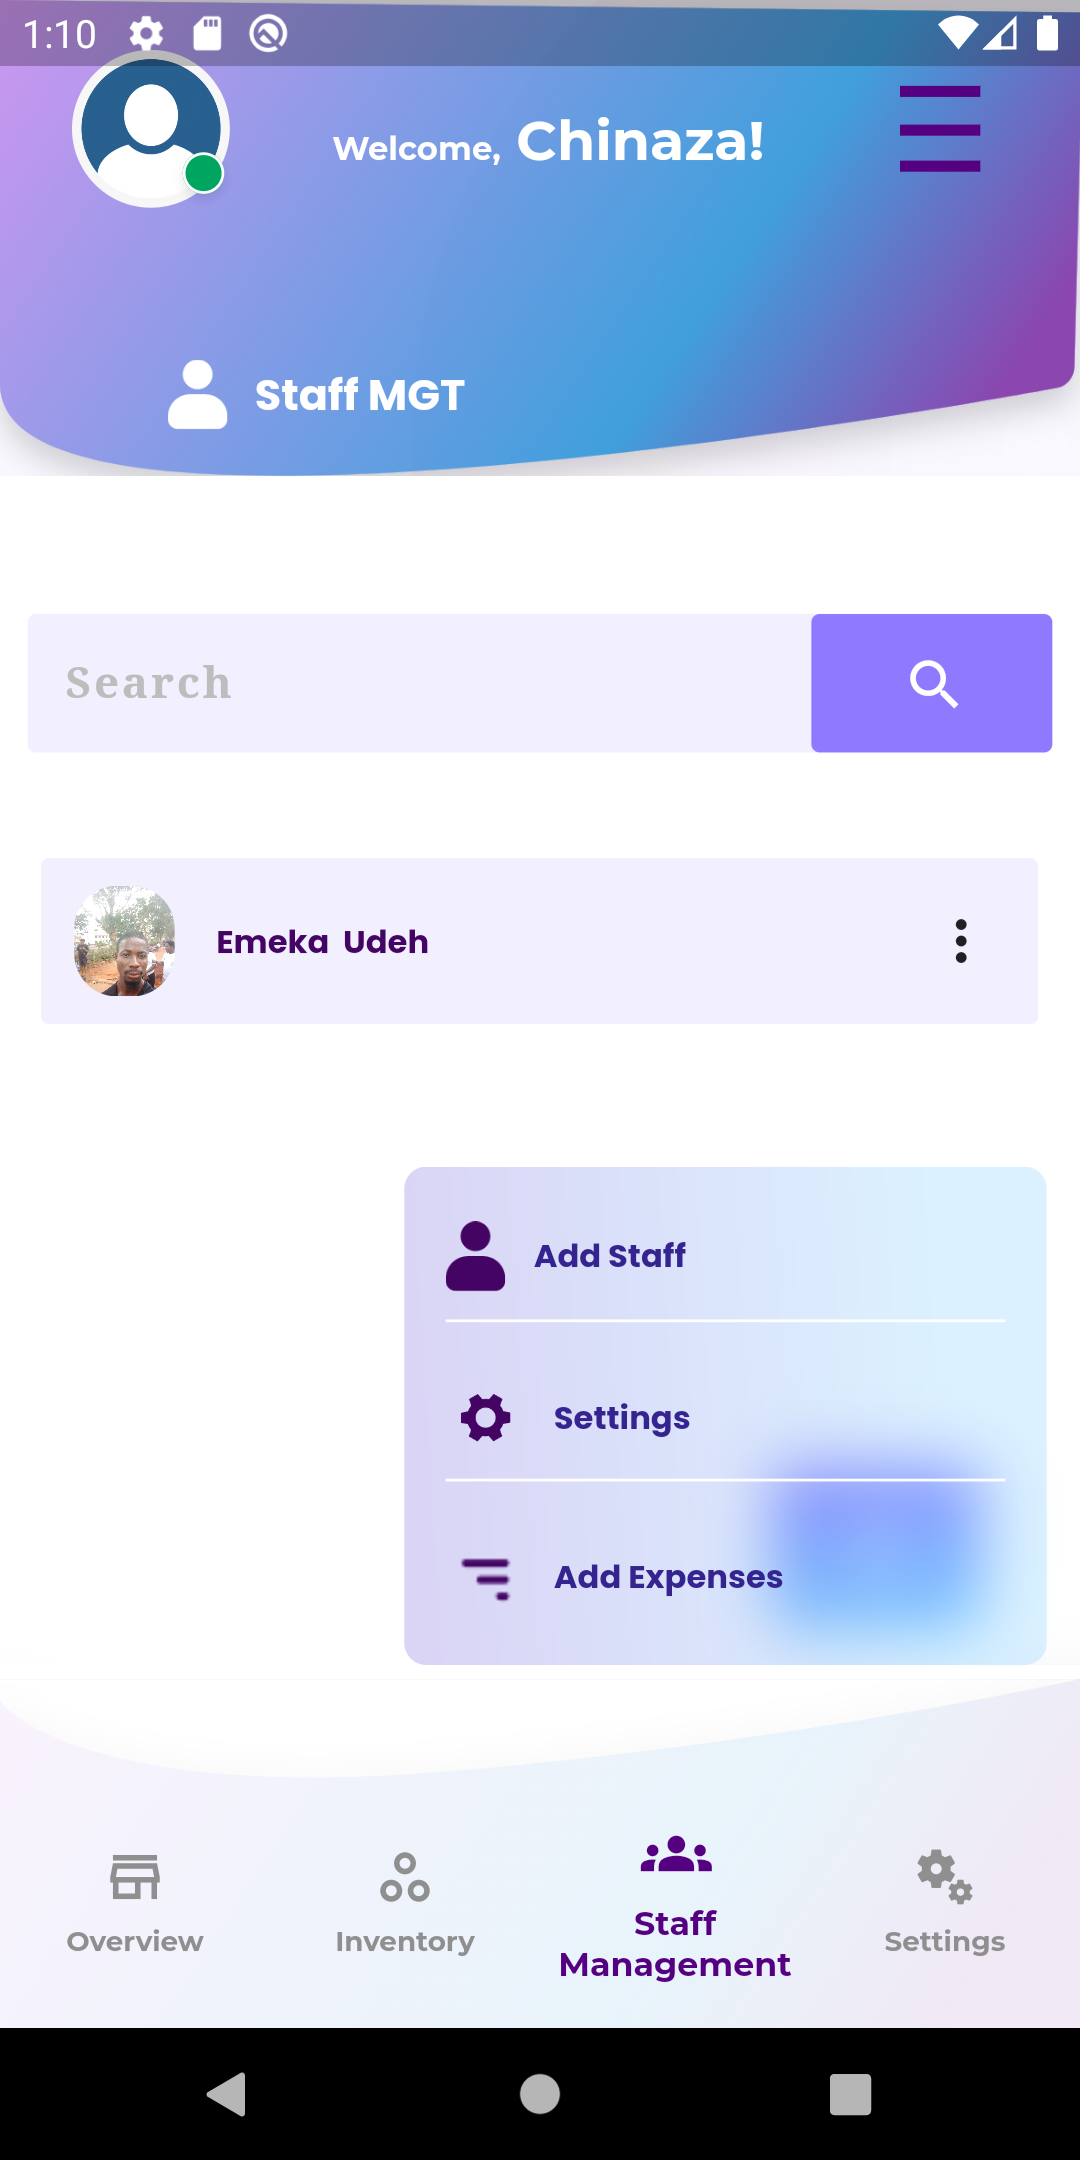 1:10
Welcome, Chinaza!
Staff MGT
Search
Emeka Udeh
Add Staff
Settings
Add Expenses
Overview
Inventory
Staff
Management
Settings